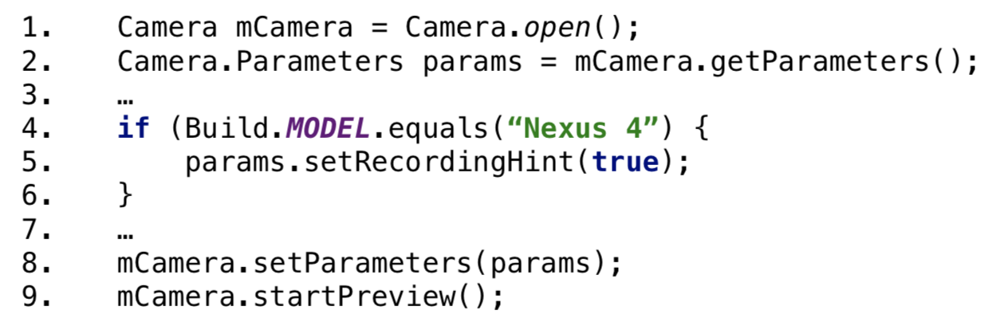 1. Camera mCamera = Camera.open();
2. Camera.Parameters params = mCamera.getParameters();
3. …
4. if (Build.MODEL.equals(“Nexus 4”) {
5. params.setRecordingHint(true);
6. }
7. …
8. mCamera.setParameters(params);
9. mCamera.startPreview();